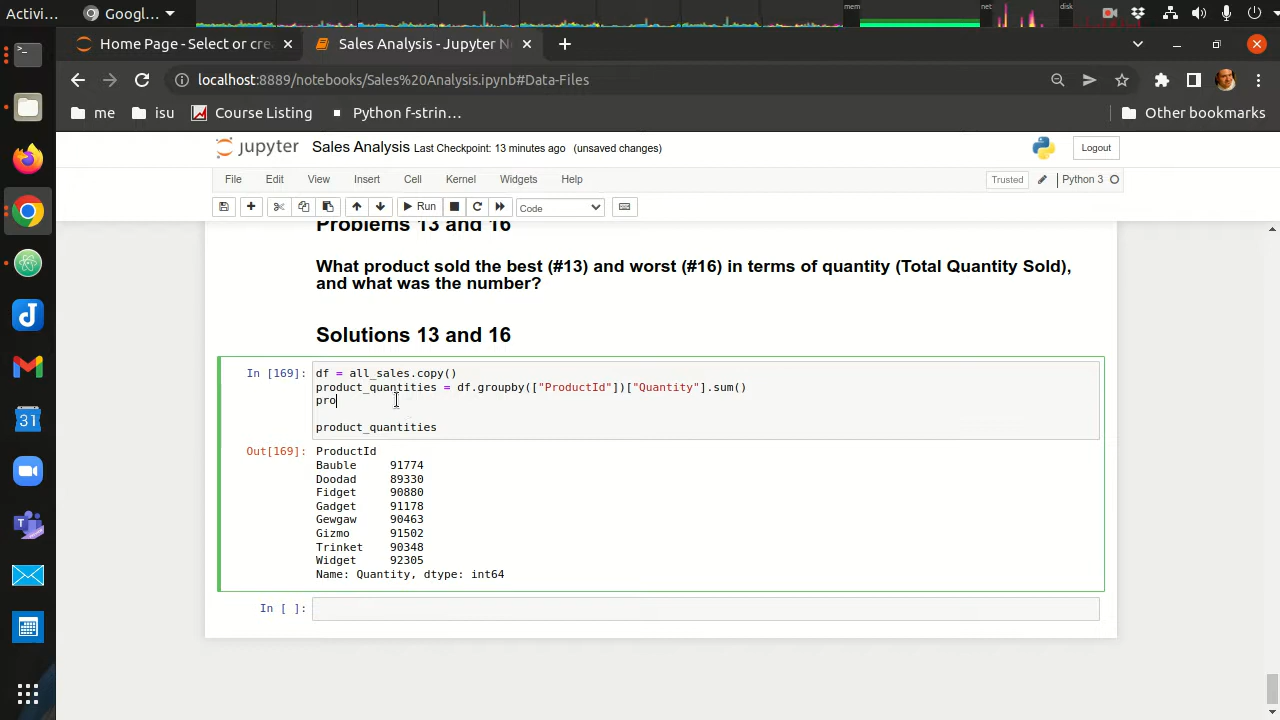 Activi...
Googl...
mem
net
disk
Home Page - Select or cre
Sales Analysis - Jupyter N
localhost:8889/notebooks/Sales%20Analysis.ipynb#Data-Files
me
isu
Course Listing
Python f-strin...
Other bookmarks
jupyter
Sales Analysis Last Checkpoint: 13 minutes ago (unsaved changes)
Logout
File Edit View Insert Cell Kernel Widgets Help
Trusted
Python 3
Run
Code
Problems 13 and 16
What product sold the best (#13) and worst (#16) in terms of quantity (Total Quantity Sold),
and what was the number?
Solutions 13 and 16
In [169]: df = all_sales.copy()
product_quantities = df.groupby(["ProductId"])["Quantity"].sum()
pro
product_quantities
Out[169]: ProductId
Bauble 91774
Doodad 89330
Fidget 90880
Gadget 91178
Gewgaw 90463
Gizmo 91502
Trinket 90348
Widget 92305
Name: Quantity, dtype: int64
In [ ]:
31